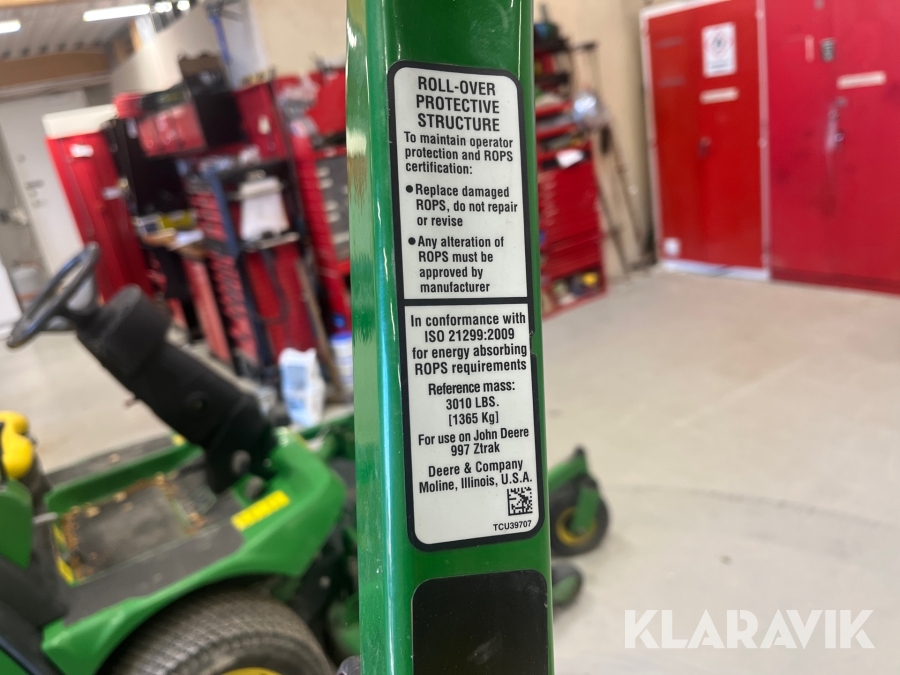 ROLL-OVER
PROTECTIVE
STRUCTURE
To maintain operator
protection and ROPS
certification:
• Replace damaged
ROPS, do not repair
or revise
• Any alteration of
ROPS must be
approved by
manufacturer
In conformance with
ISO 21299:2009
for energy absorbing
ROPS requirements
Reference mass:
3010 LBS.
[1365 Kg]
For use on John Deere
997 Ztrak
Deere & Company
Moline, Illinois, U.S.A.
TCU39707
KLARAVIK